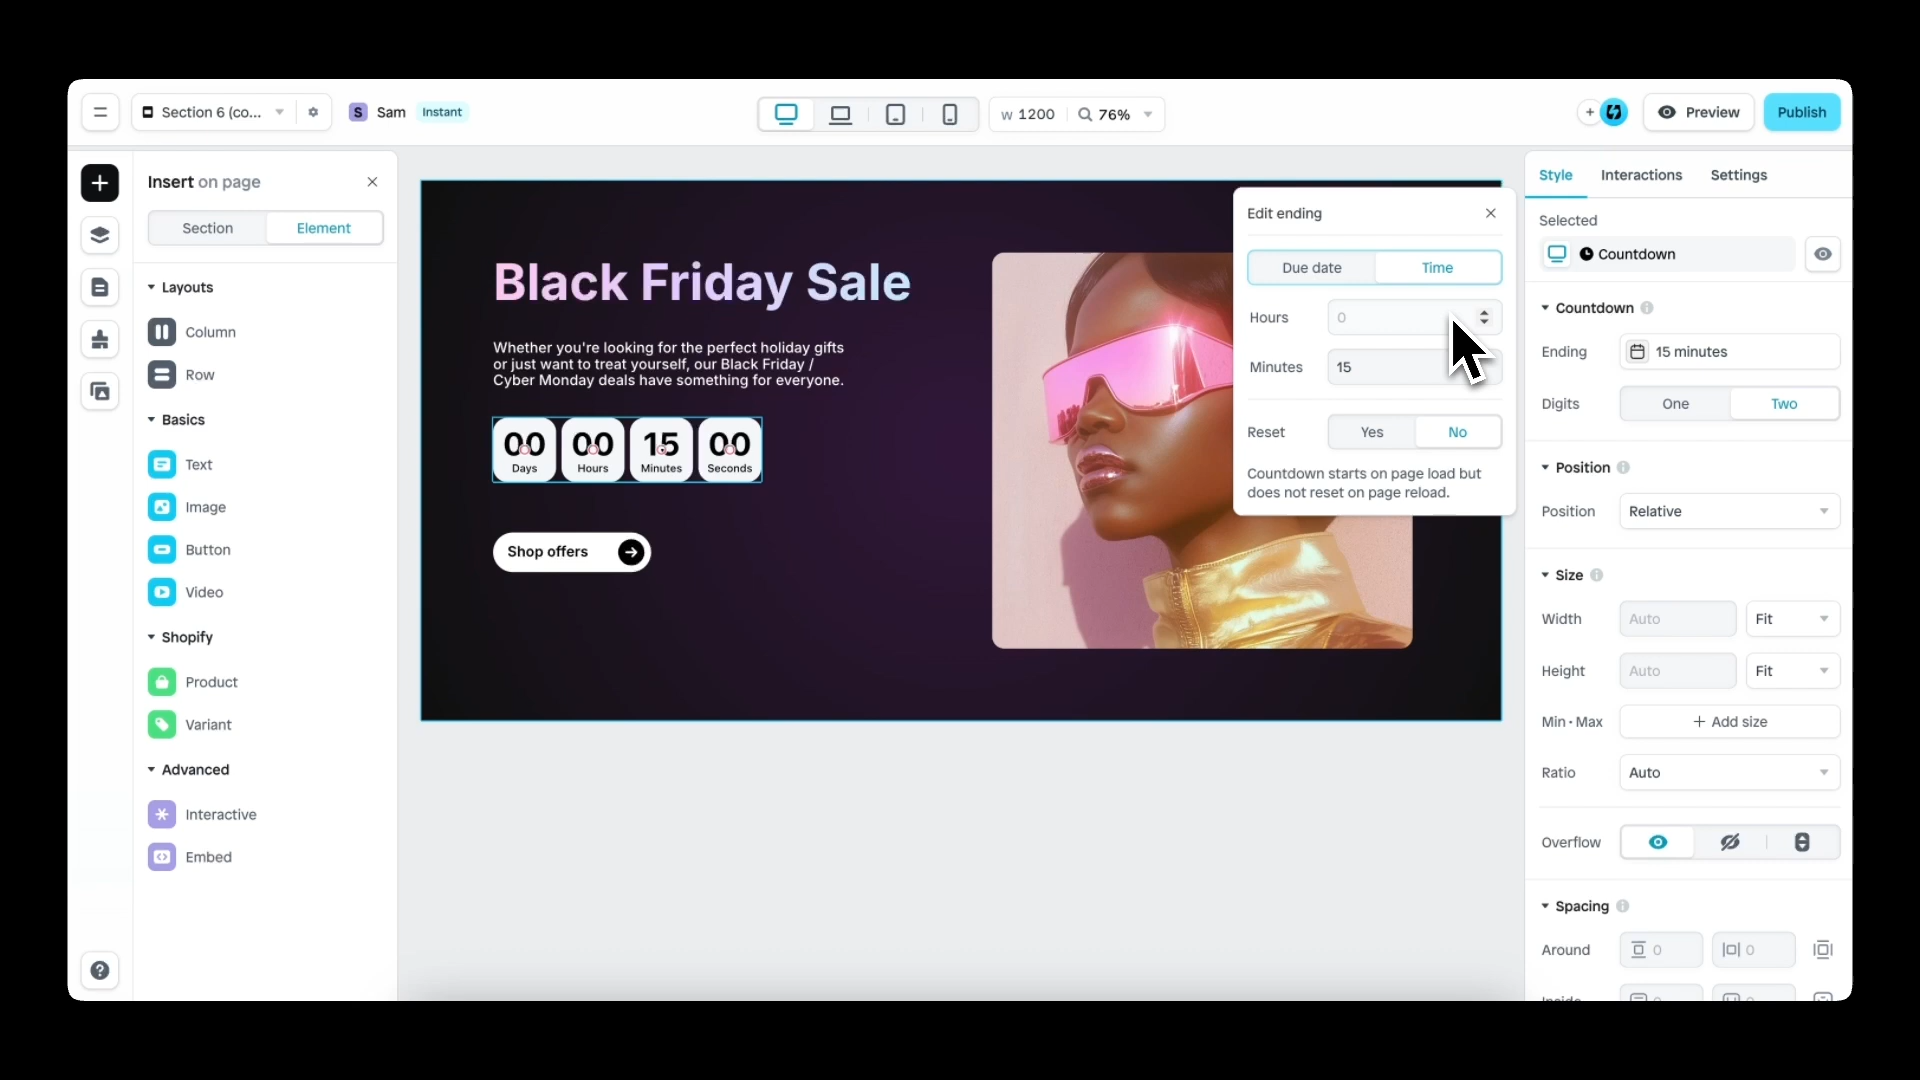 Section 6 (co...
S
Sam
Instant
W 1200
76%
+
Preview
Publish
Insert on page
Section
Element
Layouts
Column
Row
Basics
Text
Image
Button
Video
Shopify
Product
Variant
Advanced
Interactive
Embed
Black Friday Sale
Whether you're looking for the perfect holiday gifts
or just want to treat yourself, our Black Friday /
Cyber Monday deals have something for everyone.
00 00 15 00
Days Hours Minutes Seconds
Shop offers
Edit ending
Due date
Time
Hours
0
Minutes
15
Reset
Yes
No
Countdown starts on page load but
does not reset on page reload.
Style
Interactions
Settings
Selected
Countdown
Countdown
Ending
15 minutes
Digits
One
Two
Position
Position
Relative
Size
Width
Auto
Fit
Height
Auto
Fit
Min · Max
+ Add size
Ratio
Auto
Overflow
Spacing
Around
0
0